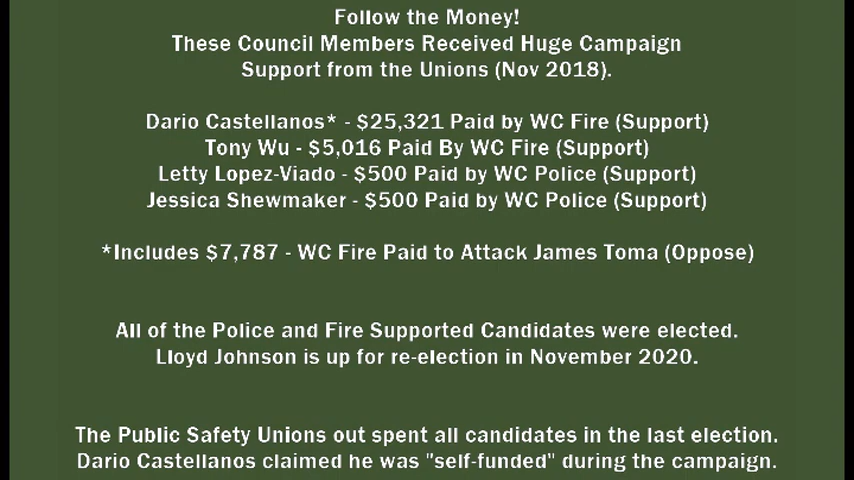 Follow the Money!
These Council Members Received Huge Campaign
Support from the Unions (Nov 2018).
Dario Castellanos* - $25,321 Paid by WC Fire (Support)
Tony Wu - $5,016 Paid By WC Fire (Support)
Letty Lopez-Viado - $500 Paid by WC Police (Support)
Jessica Shewmaker - $500 Paid by WC Police (Support)
*Includes $7,787 - WC Fire Paid to Attack James Toma (Oppose)
All of the Police and Fire Supported Candidates were elected.
Lloyd Johnson is up for re-election in November 2020.
The Public Safety Unions out spent all candidates in the last election.
Dario Castellanos claimed he was "self-funded" during the campaign.